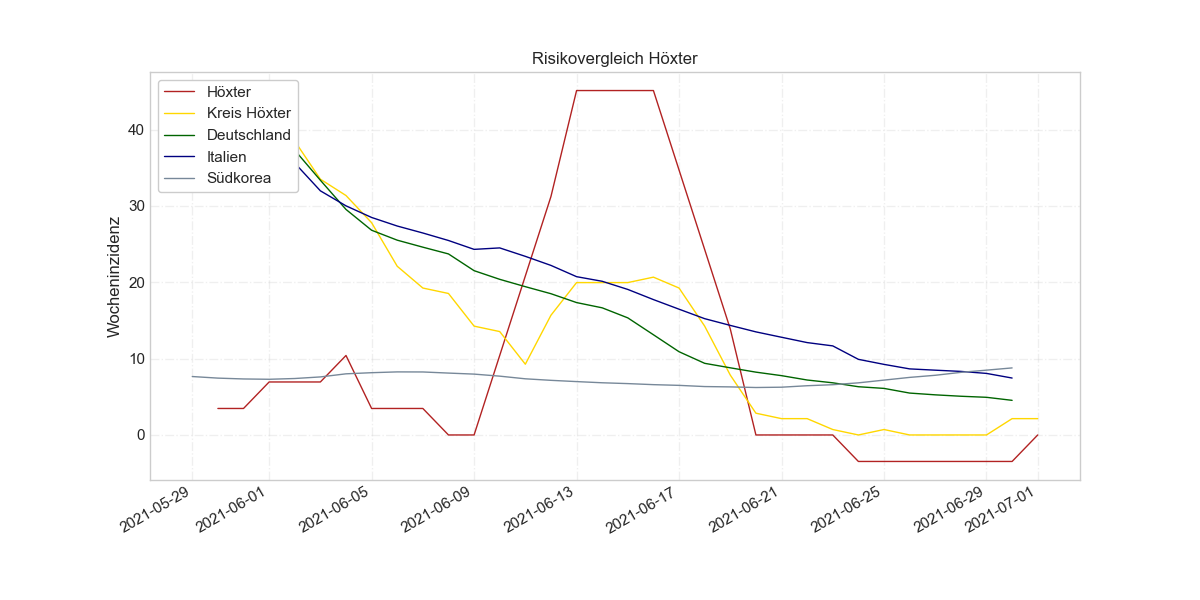 Risikovergleich Höxter
Höxter
Kreis Höxter
Deutschland
Italien
Südkorea
Wocheninzidenz
40
30
20
10
0
2021-05-29
2021-06-01
2021-06-05
2021-06-09
2021-06-13
2021-06-17
2021-06-21
2021-06-25
2021-06-29
2021-07-01